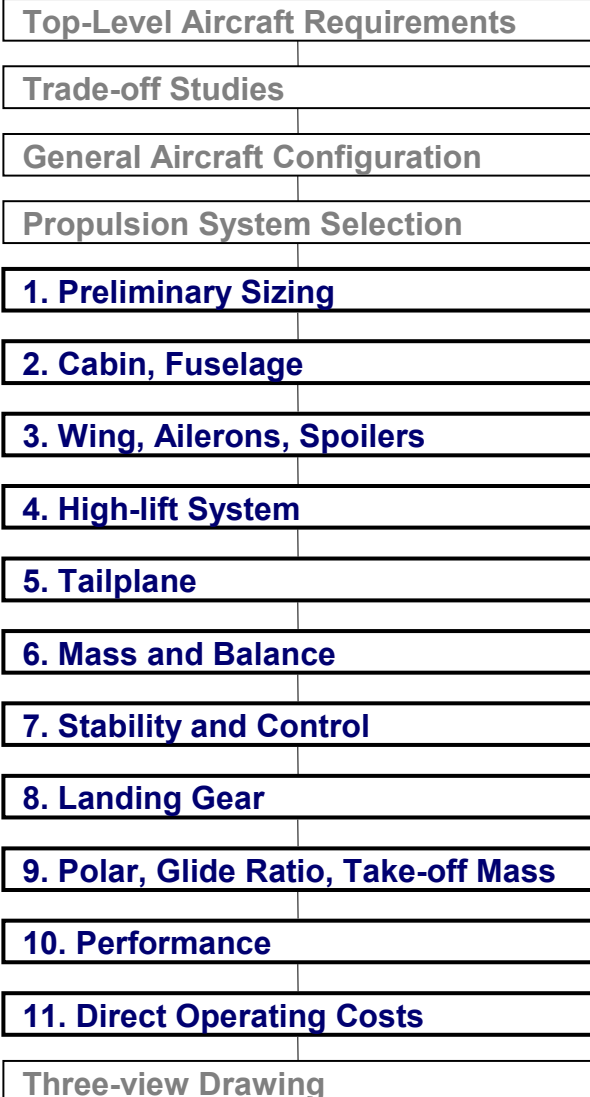 Top-Level Aircraft Requirements
Trade-off Studies
General Aircraft Configuration
Propulsion System Selection
1. Preliminary Sizing
2. Cabin, Fuselage
3. Wing, Ailerons, Spoilers
4. High-lift System
5. Tailplane
6. Mass and Balance
7. Stability and Control
8. Landing Gear
9. Polar, Glide Ratio, Take-off Mass
10. Performance
11. Direct Operating Costs
Three-view Drawing